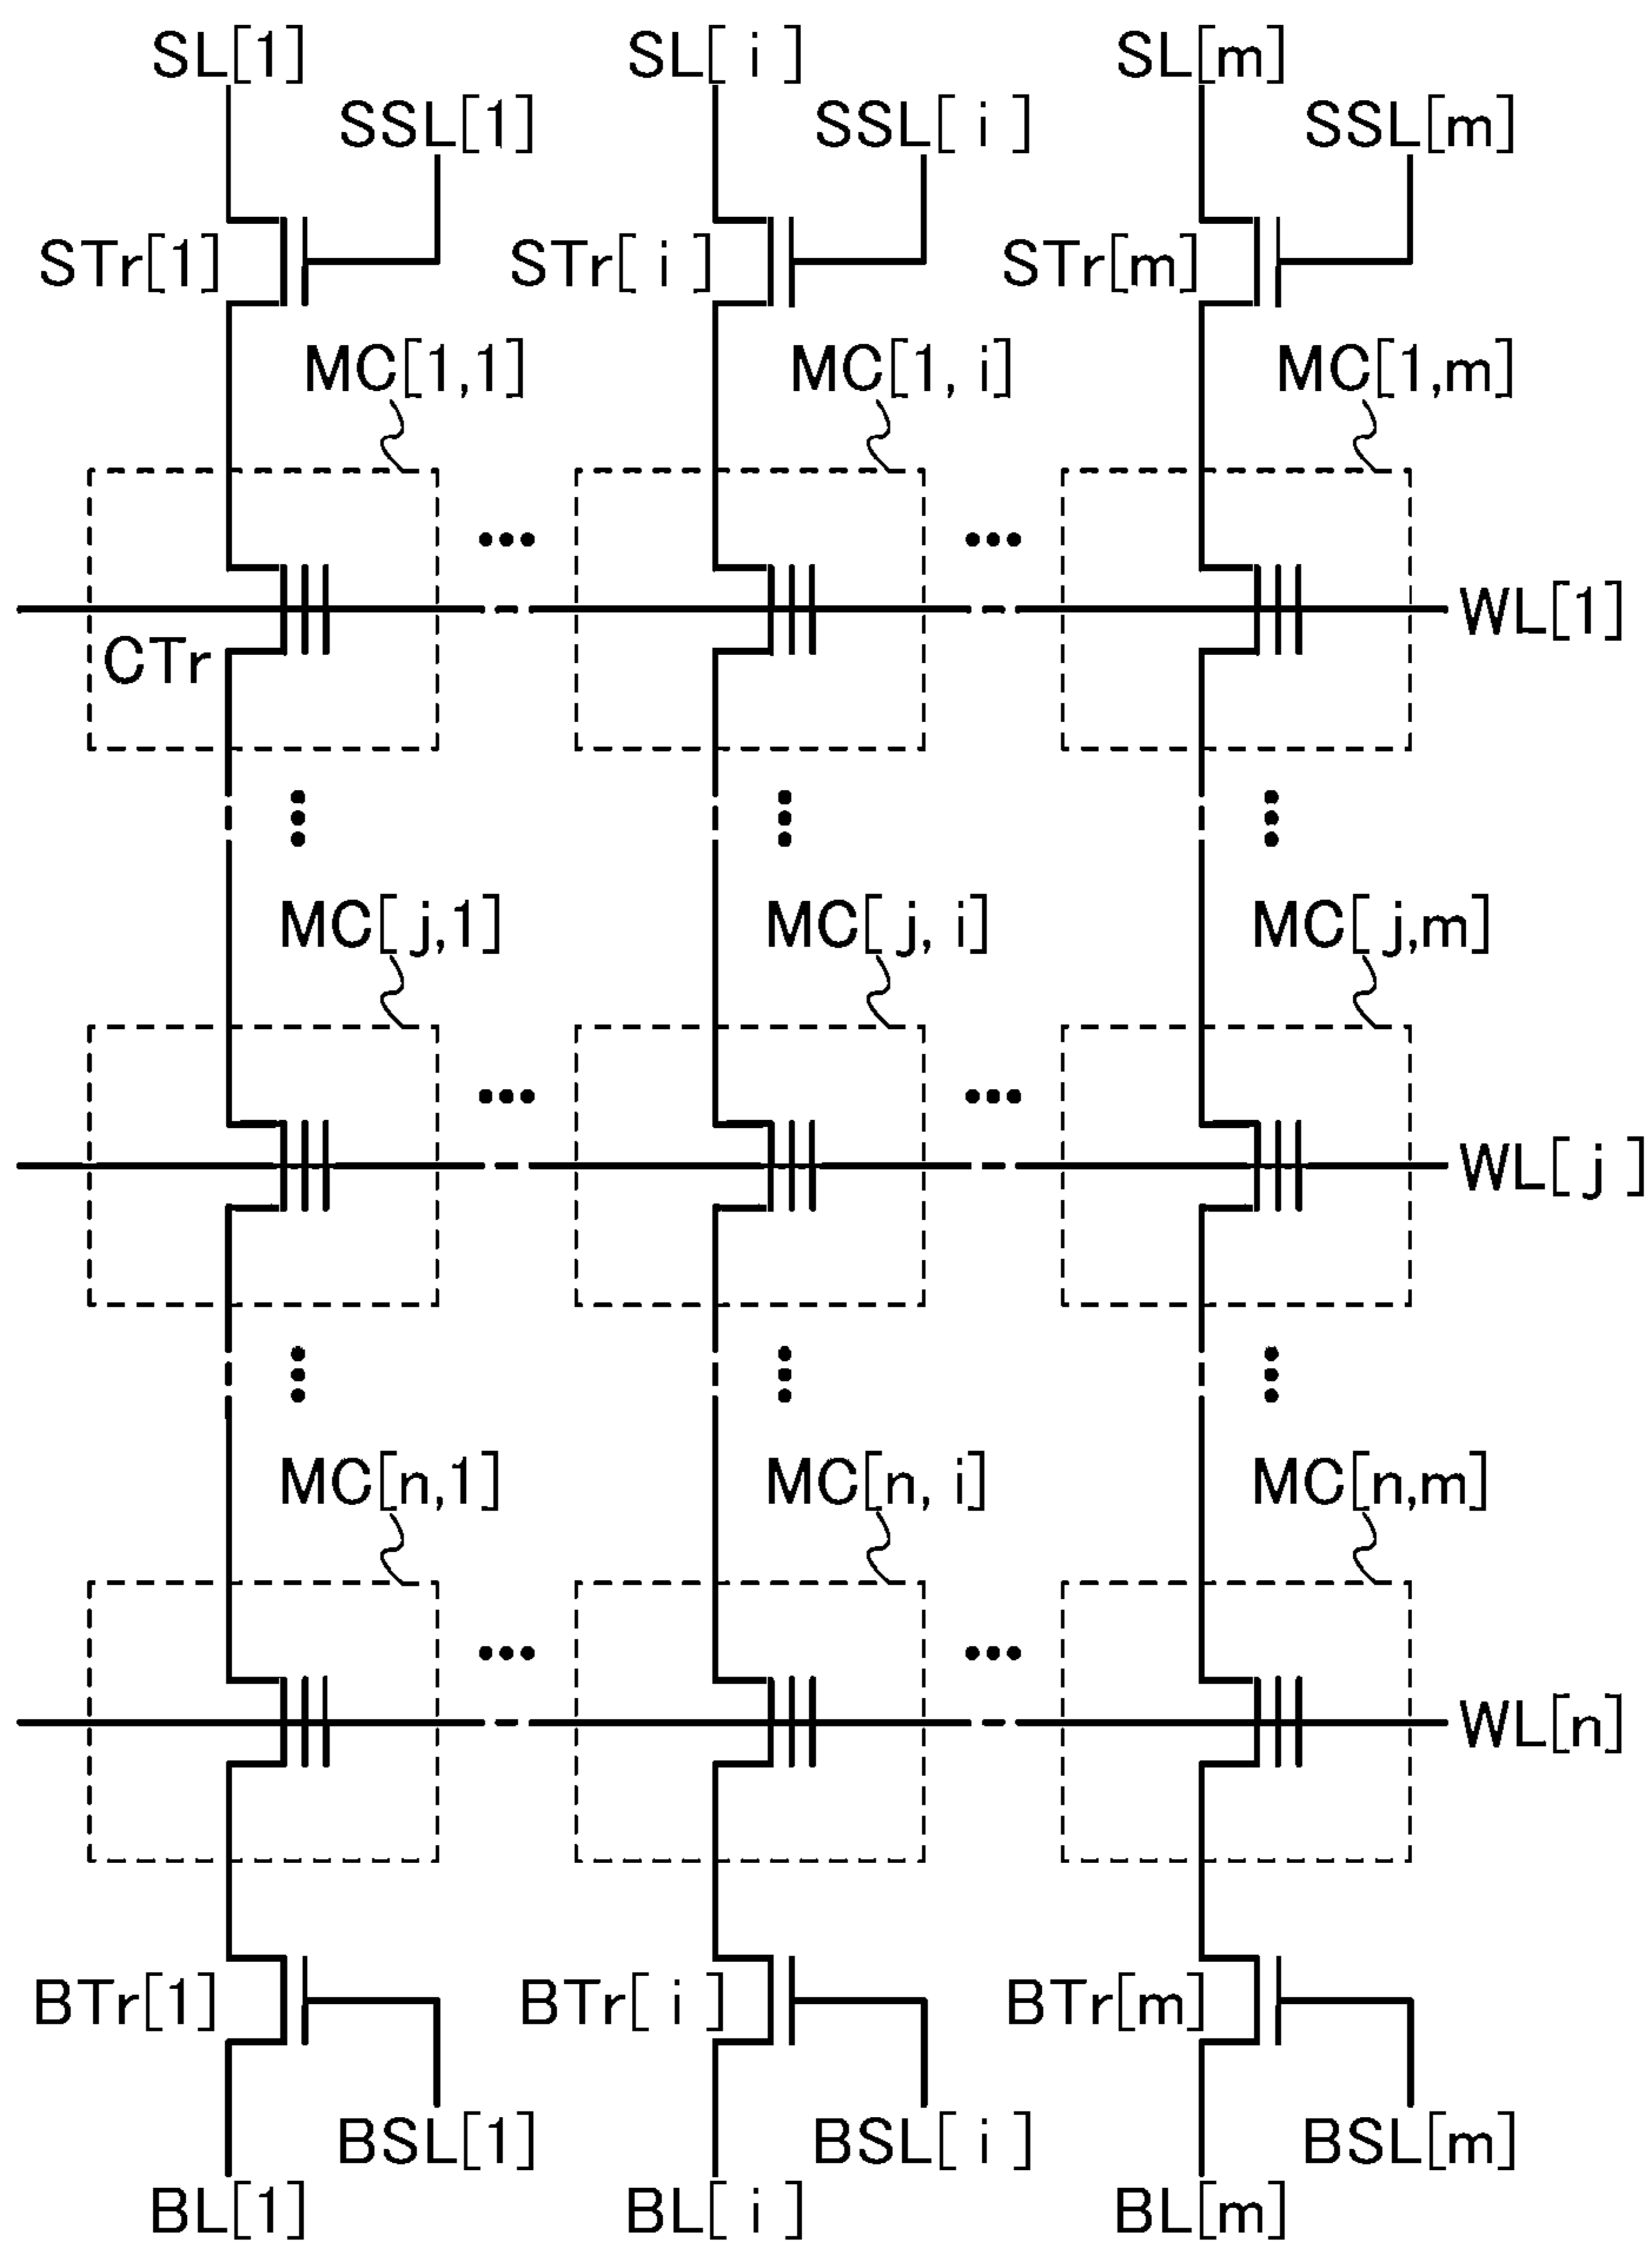 SL[1] SL[i] SL[m]
SSL[1] SSL[i] SSL[m]
STr[1] STr[i] STr[m]
MC[1,1] MC[1,i] MC[1,m]
WL[1]
CTr
MC[j,1] MC[j,i] MC[j,m]
WL[j]
MC[n,1] MC[n,i] MC[n,m]
WL[n]
BTr[1] BTr[i] BTr[m]
BSL[1] BSL[i] BSL[m]
BL[1] BL[i] BL[m]